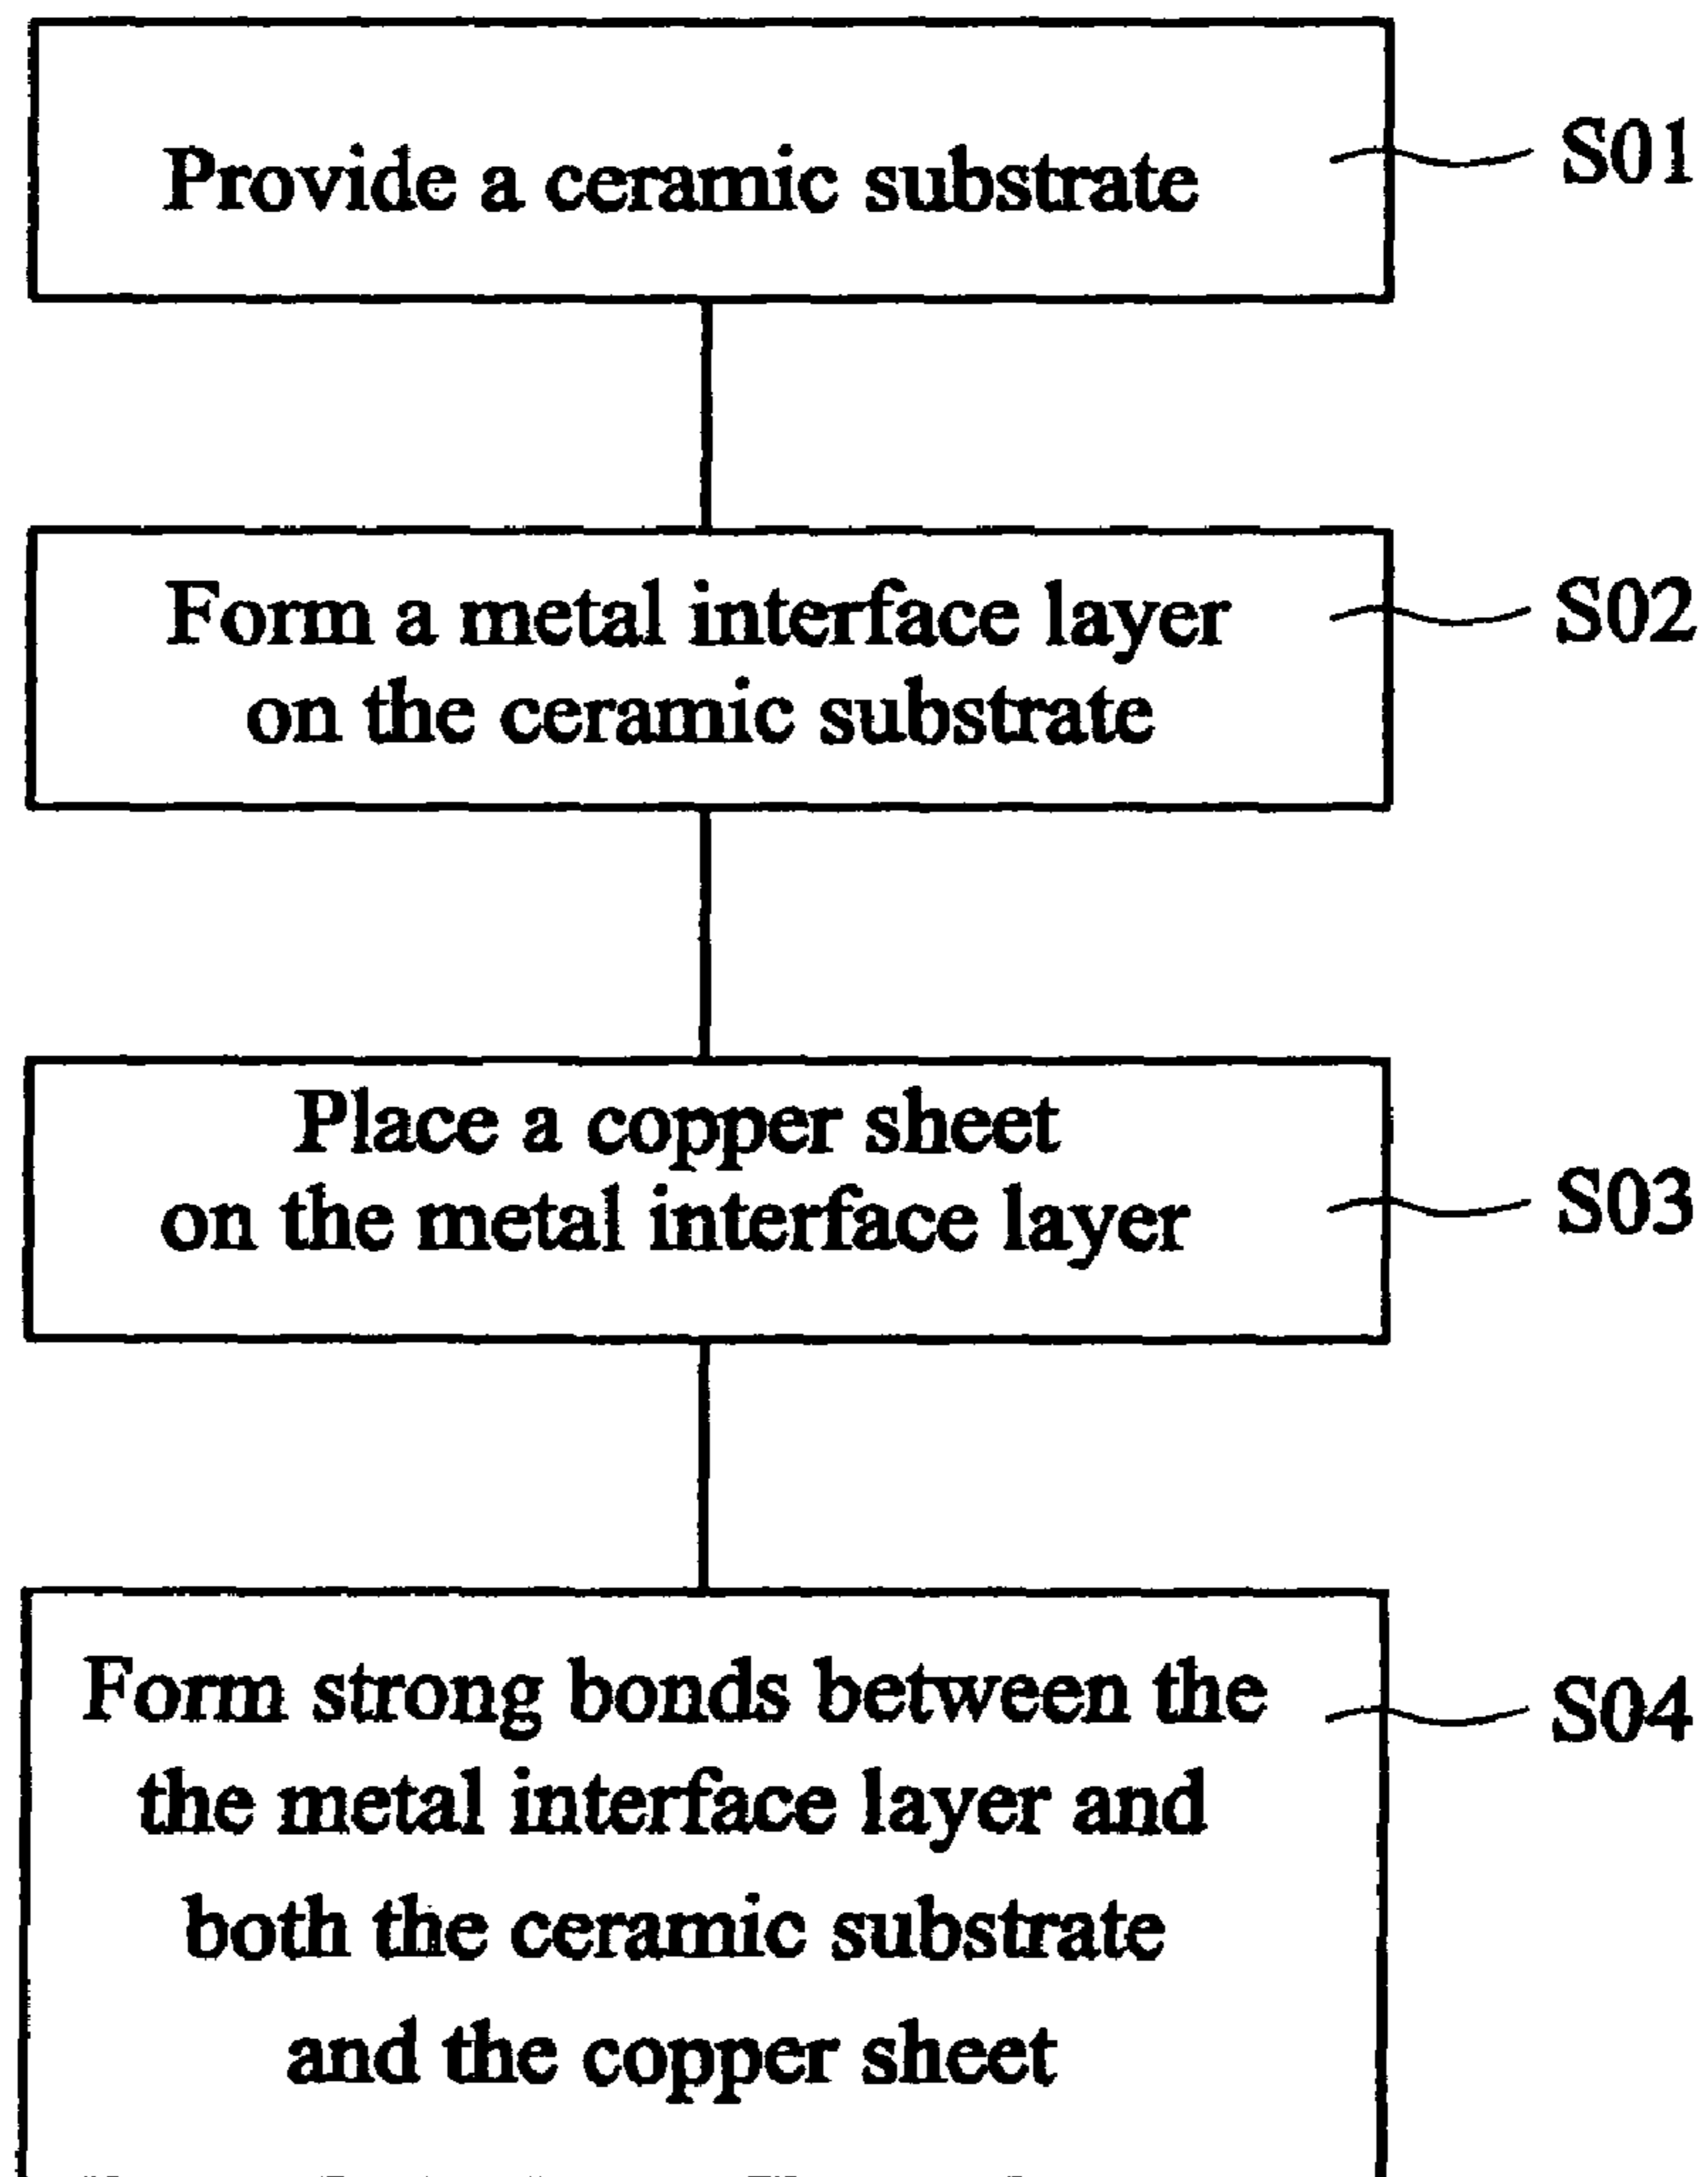 Provide a ceramic substrate
S01
Form a metal interface layer
S02
on the ceramic substrate
Place a copper sheet
on the metal interface layer
S03
Form strong bonds between the
S04
the metal interface layer and
both the ceramic substrate
and the copper sheet